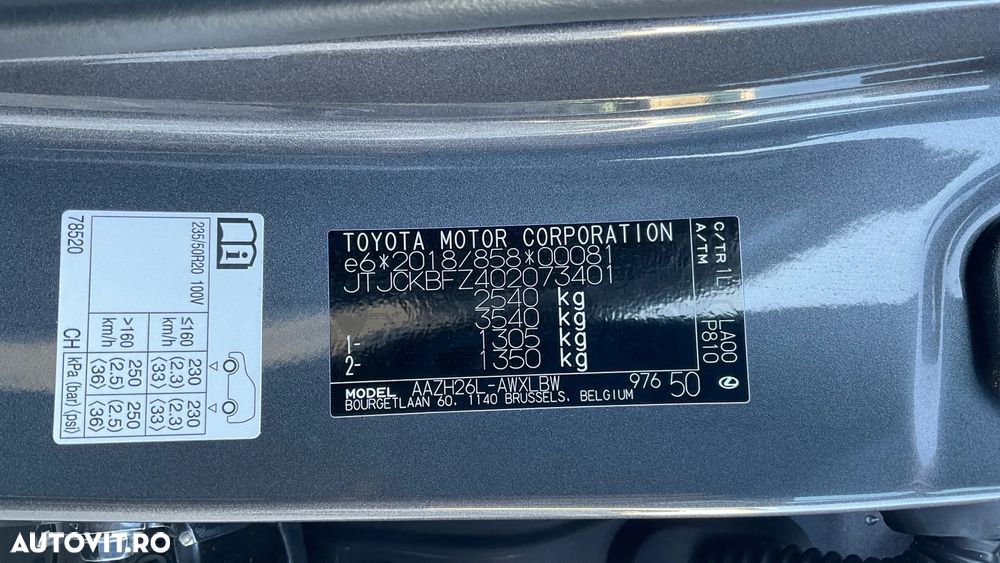 235/50R20 100V
≤160 km/h 230 (2.3) ⟨33⟩ 230 (2.3) ⟨33⟩
>160 km/h 250 (2.5) ⟨36⟩ 250 (2.5) ⟨36⟩
78520 CH kPa (bar) ⟨psi⟩
TOYOTA MOTOR CORPORATION
e6*2018/858*00081
JTJCKBFZ402073401
2540 kg
3540 kg
1- 1305 kg
2- 1350 kg
MODEL AAZH26L-AWXLBW 976 50
BOURGETLAAN 60, 1140 BRUSSELS, BELGIUM
C/TR LA00
A/TM P810
AUTOVIT.RO